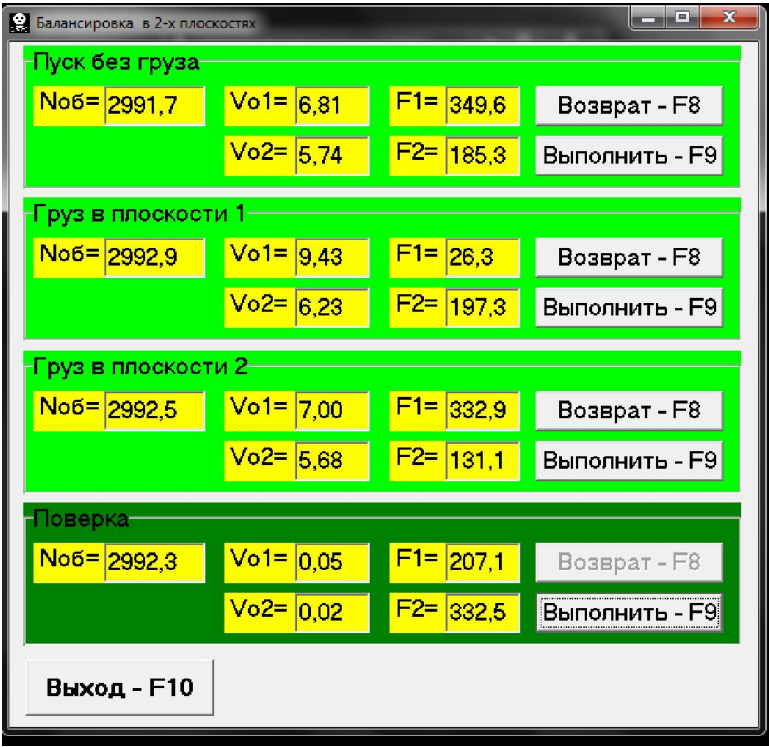 Балансировка в 2-х плоскостях
Пуск без груза
Nоб= 2991,7 Vo1= 6,81 F1= 349,6 Возврат - F8
Vo2= 5,74 F2= 185,3 Выполнить - F9
Груз в плоскости 1
Nоб= 2992,9 Vo1= 9,43 F1= 26,3 Возврат - F8
Vo2= 6,23 F2= 197,3 Выполнить - F9
Груз в плоскости 2
Nоб= 2992,5 Vo1= 7,00 F1= 332,9 Возврат - F8
Vo2= 5,68 F2= 131,1 Выполнить - F9
Поверка
Nоб= 2992,3 Vo1= 0,05 F1= 207,1 Возврат - F8
Vo2= 0,02 F2= 332,5 Выполнить - F9
Выход - F10